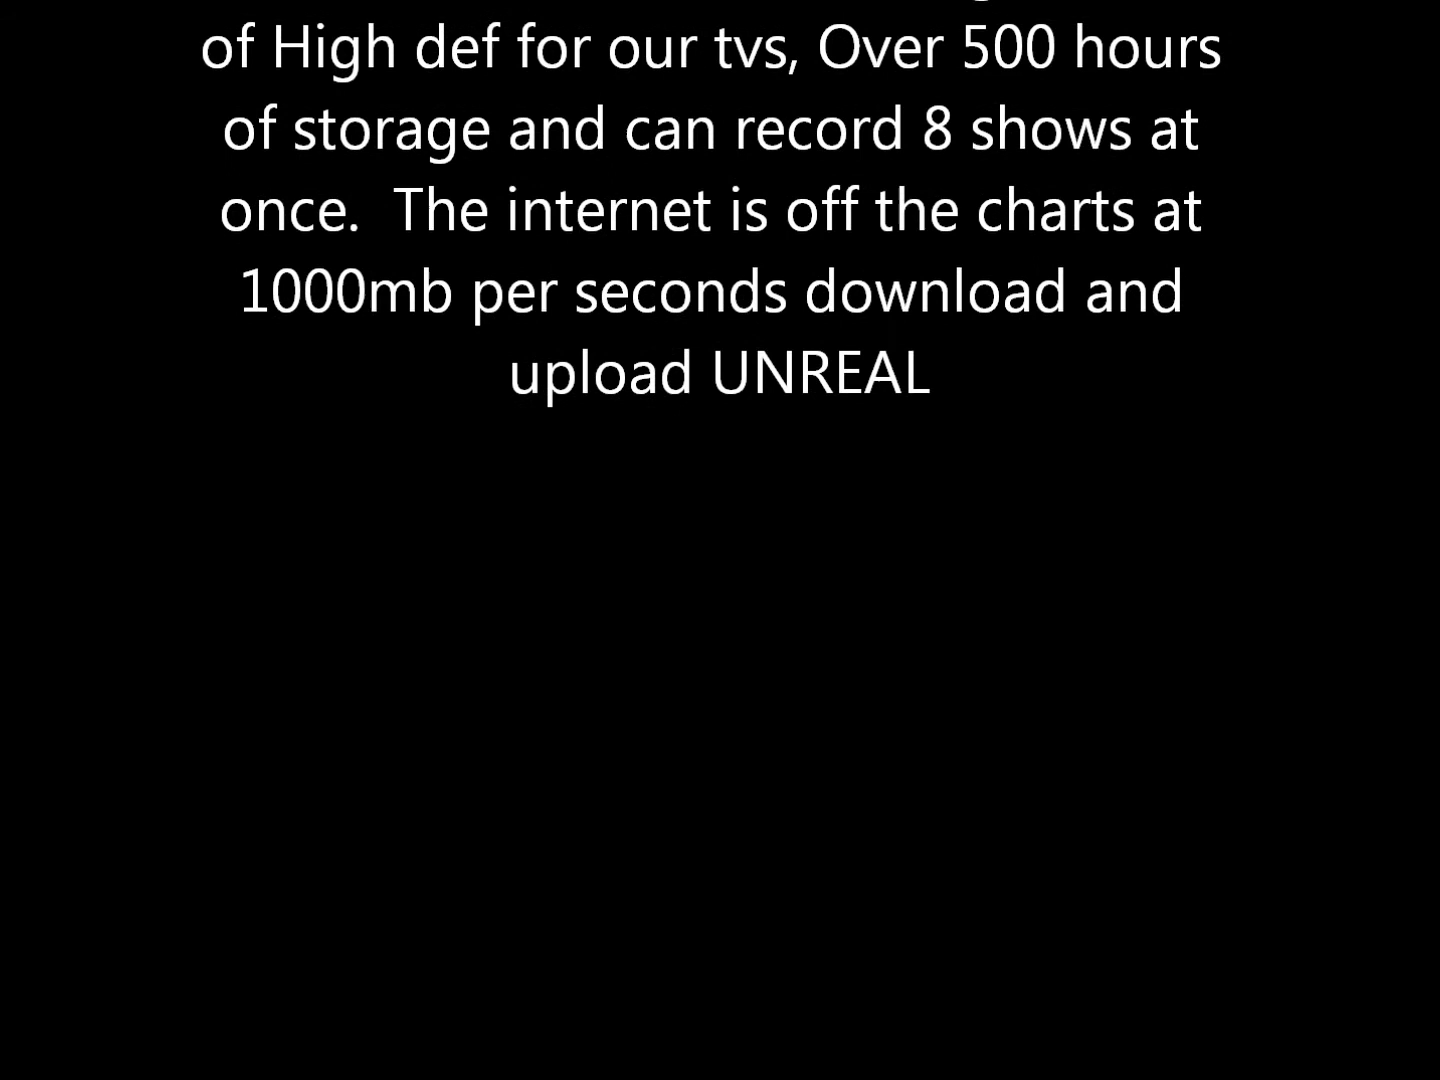 of High def for our tvs, Over 500 hours
of storage and can record 8 shows at
once.  The internet is off the charts at
1000mb per seconds download and
upload UNREAL